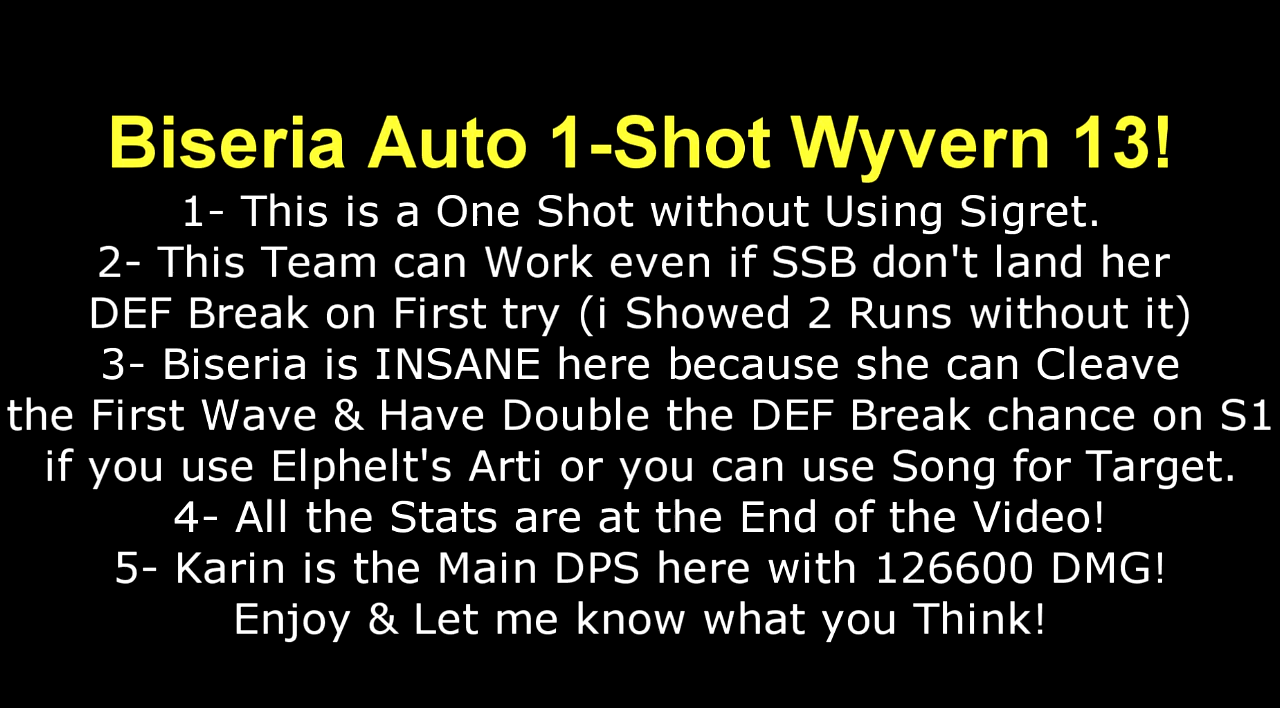 Biseria Auto 1-Shot Wyvern 13!
1- This is a One Shot without Using Sigret.
2- This Team can Work even if SSB don't land her
DEF Break on First try (i Showed 2 Runs without it)
3- Biseria is INSANE here because she can Cleave
the First Wave & Have Double the DEF Break chance on S1
if you use Elphelt's Arti or you can use Song for Target.
4- All the Stats are at the End of the Video!
5- Karin is the Main DPS here with 126600 DMG!
Enjoy & Let me know what you Think!